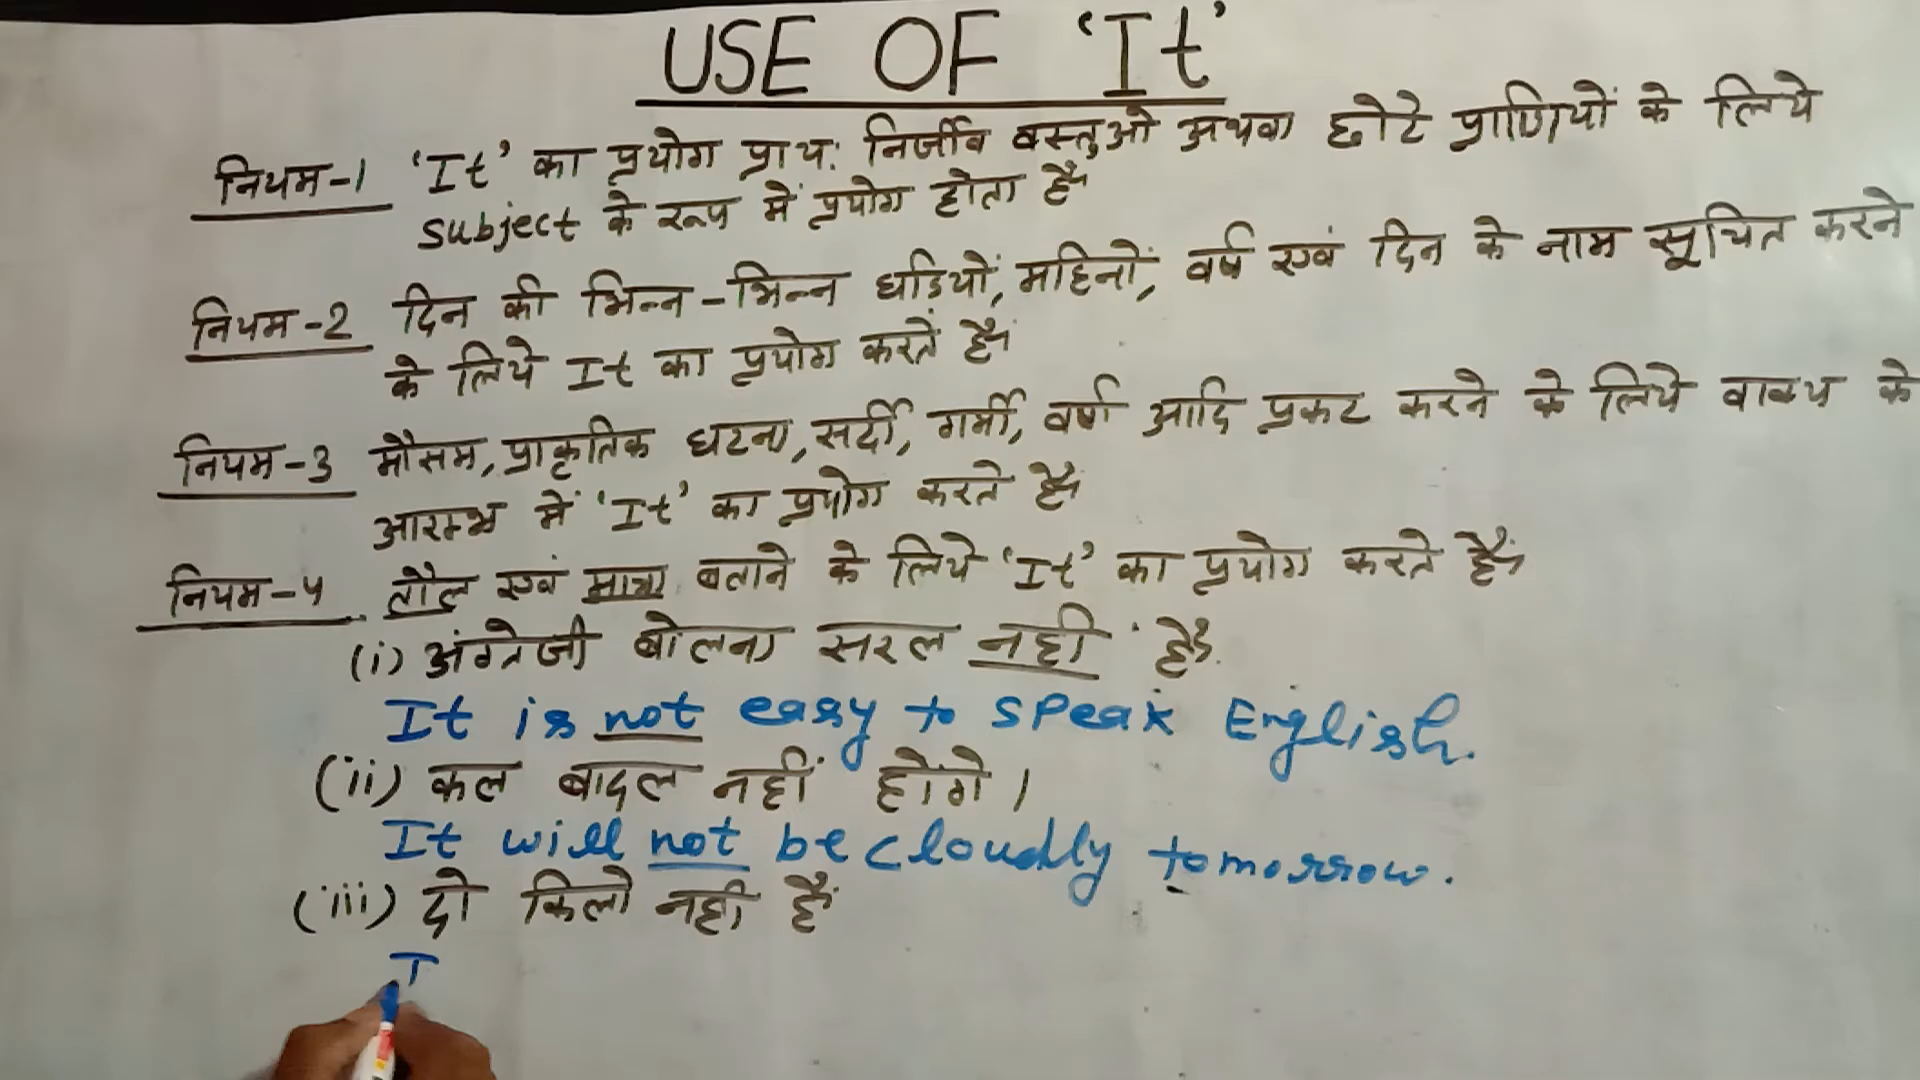 USE OF 'It'
नियम-1 'It' का प्रयोग प्राय: निर्जीव वस्तुओ अथवा छोटे प्राणियों के लिये
subject के रूप में प्रयोग होता है
नियम-2 दिन की भिन्न-भिन्न घडियों, महिनों, वर्ष एवं दिन के नाम सूचित करने
के लिये It का प्रयोग करते हैं
नियम-3 मौसम, प्राकृतिक घटना, सर्दी, गर्मी, वर्षा आदि प्रकट करने के लिये वाक्य के
आरम्भ में 'It' का प्रयोग करते हैं
नियम-4 तौल एवं मात्रा बताने के लिये 'It' का प्रयोग करते हैं
(i) अंग्रेजी बोलना सरल नही है.
It is not easy to speak English.
(ii) कल बादल नहीं होंगे।
It will not be cloudly tomorrow.
(iii) दो किलो नही है
I